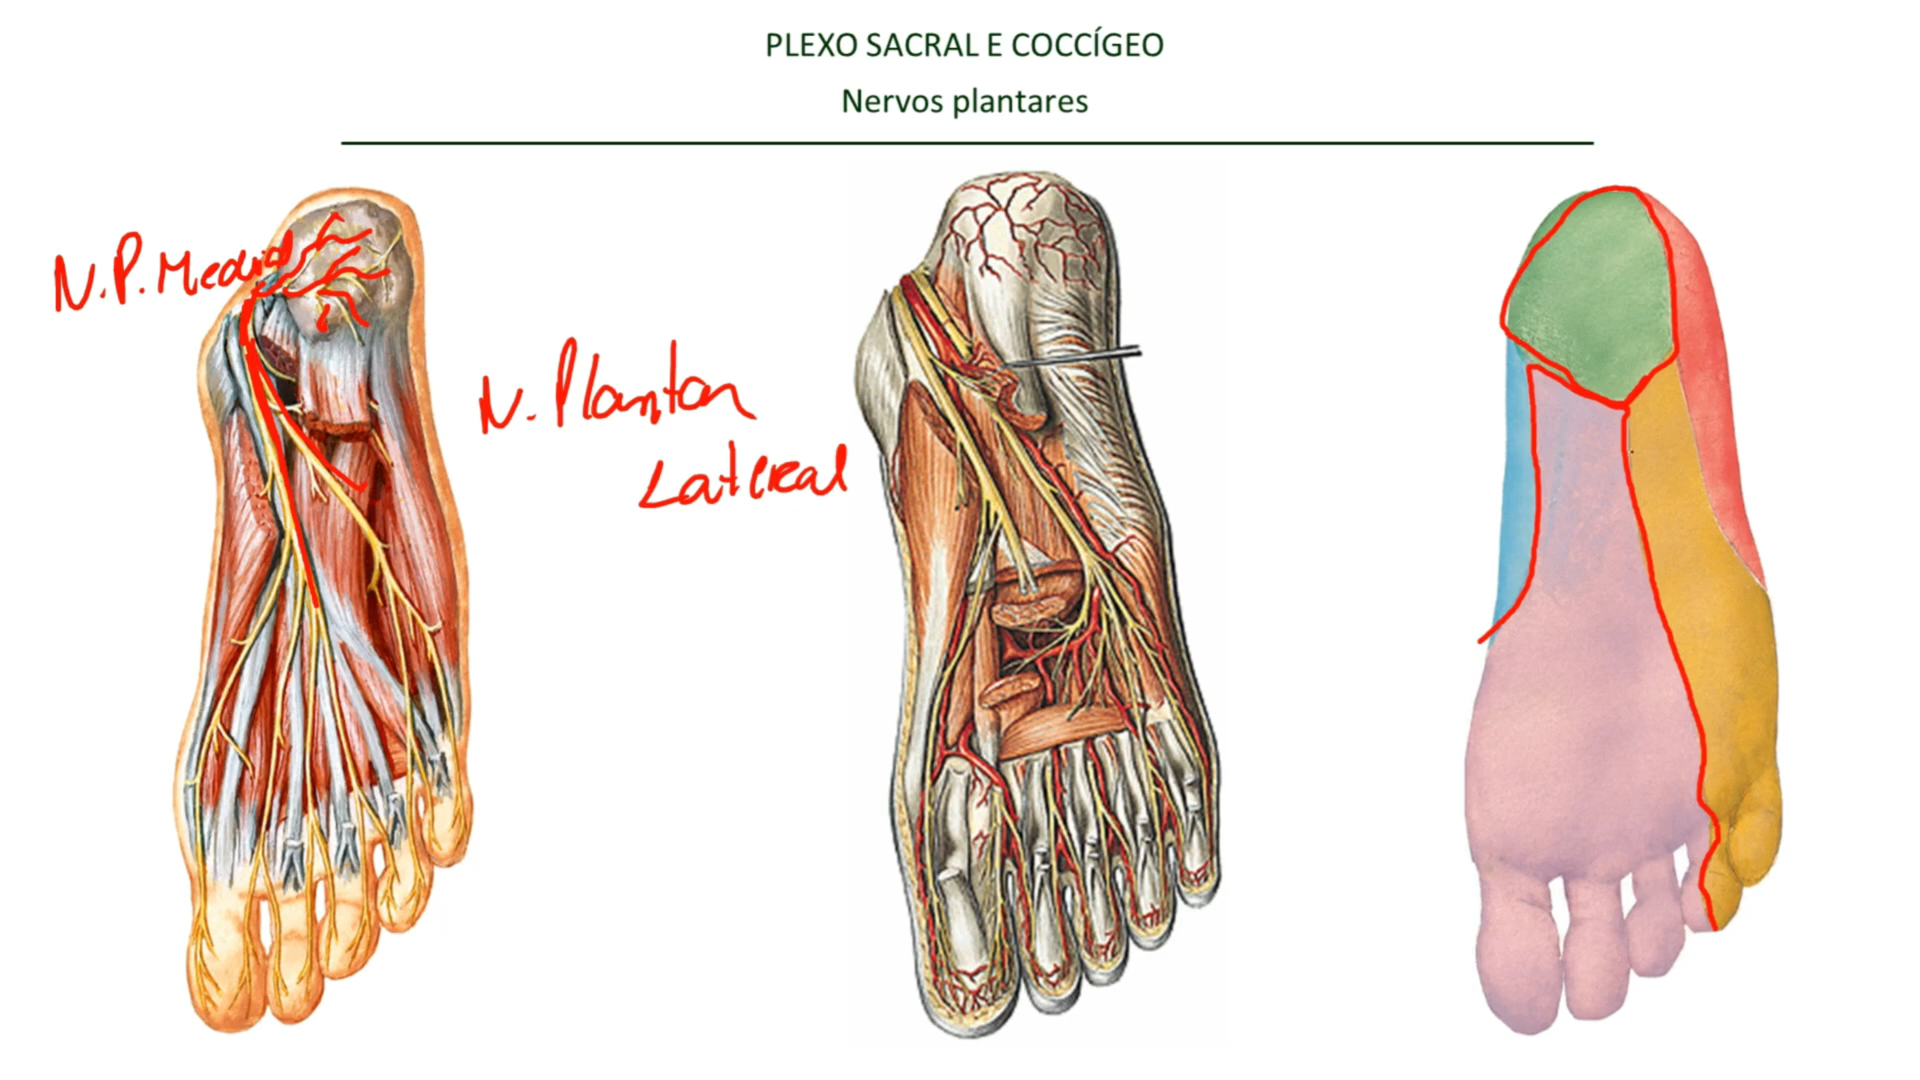 PLEXO SACRAL E COCCÍGEO
Nervos plantares
N.P. Medial
N. Plantar
Lateral